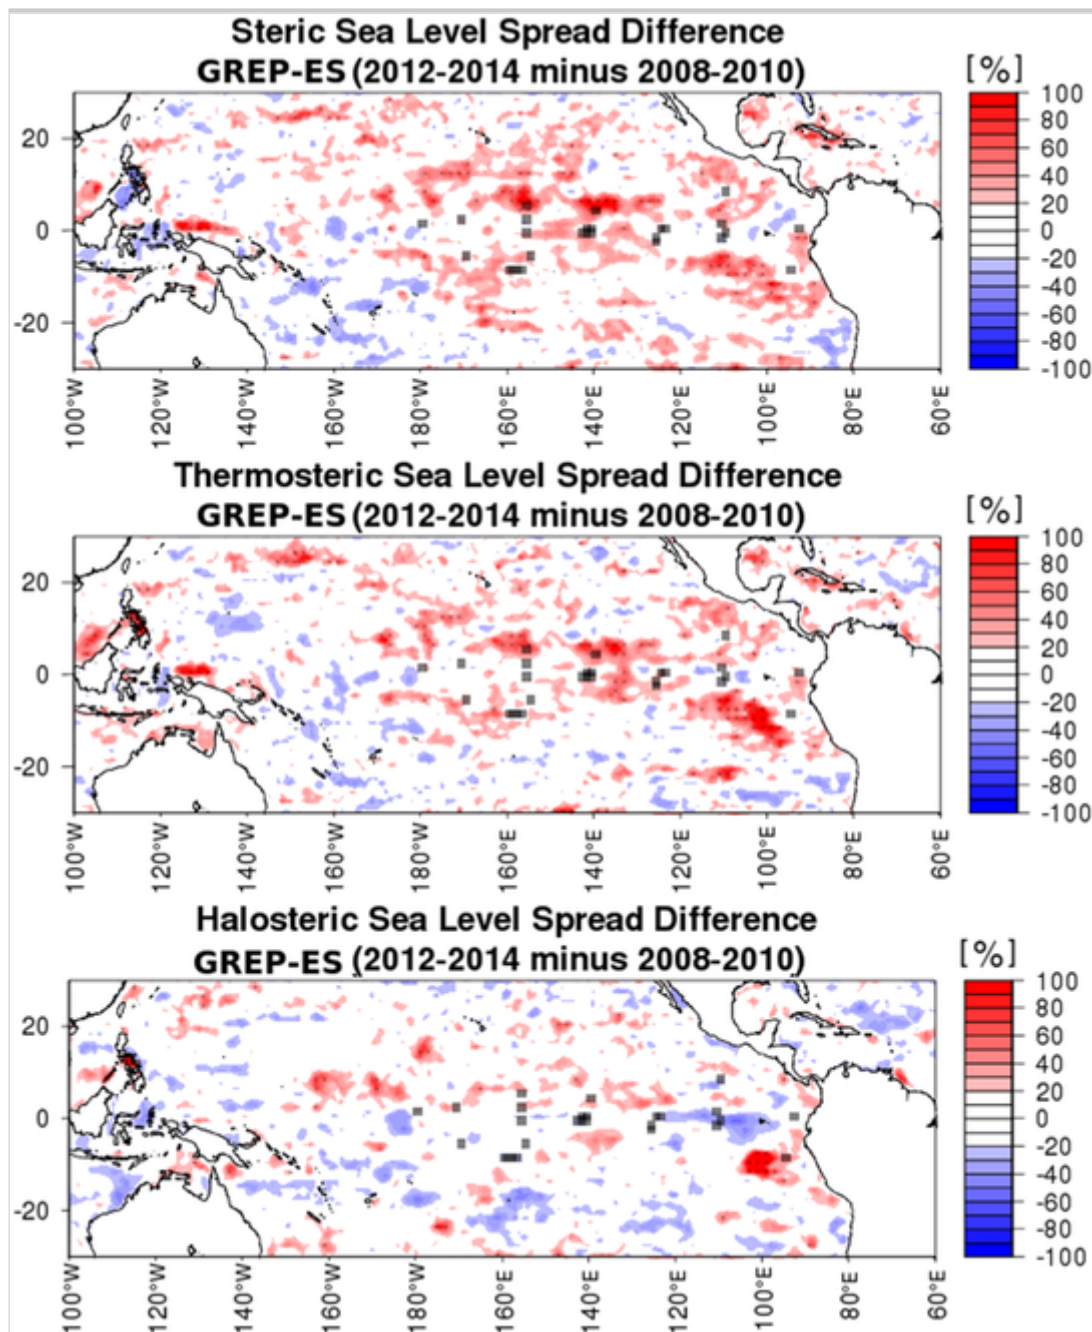 Steric Sea Level Spread Difference
GREP-ES (2012-2014 minus 2008-2010)
[%]
100
80
60
40
20
0
-20
-40
-60
-80
-100
20
0
-20
100°W
120°W
140°W
160°W
180°W
160°E
140°E
120°E
100°E
80°E
60°E
Thermosteric Sea Level Spread Difference
GREP-ES (2012-2014 minus 2008-2010)
[%]
100
80
60
40
20
0
-20
-40
-60
-80
-100
20
0
-20
100°W
120°W
140°W
160°W
180°W
160°E
140°E
120°E
100°E
80°E
60°E
Halosteric Sea Level Spread Difference
GREP-ES (2012-2014 minus 2008-2010)
[%]
100
80
60
40
20
0
-20
-40
-60
-80
-100
20
0
-20
100°W
120°W
140°W
160°W
180°W
160°E
140°E
120°E
100°E
80°E
60°E